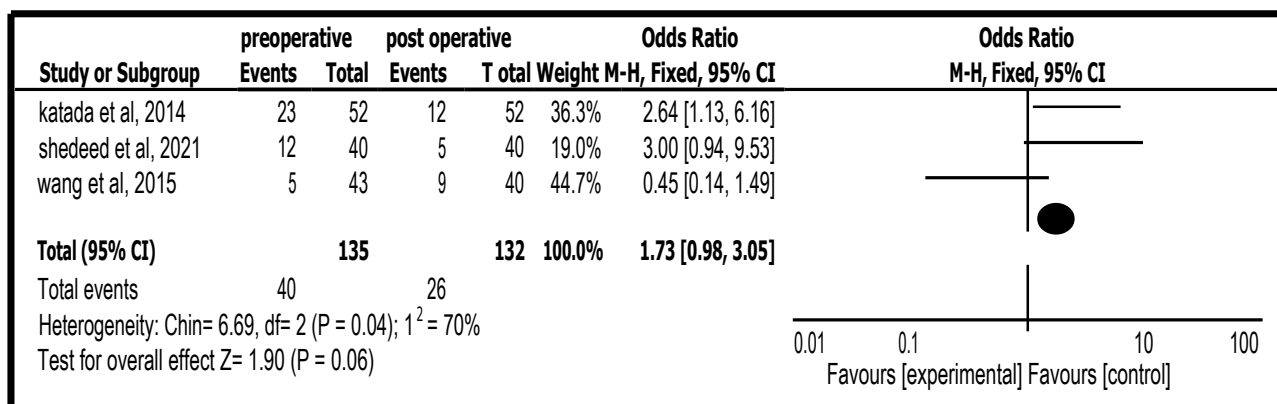 preoperative post operative Odds Ratio Odds Ratio
Study or Subgroup Events Total Events T otal Weight M-H, Fixed, 95% CI M-H, Fixed, 95% CI
katada et al, 2014 23 52 12 52 36.3% 2.64 [1.13, 6.16]
shedeed et al, 2021 12 40 5 40 19.0% 3.00 [0.94, 9.53]
wang et al, 2015 5 43 9 40 44.7% 0.45 [0.14, 1.49]
Total (95% CI) 135 132 100.0% 1.73 [0.98, 3.05]
Total events 40 26
Heterogeneity: Chin= 6.69, df= 2 (P = 0.04); 1² = 70%
Test for overall effect Z= 1.90 (P = 0.06)
0.01 0.1 10 100
Favours [experimental] Favours [control]